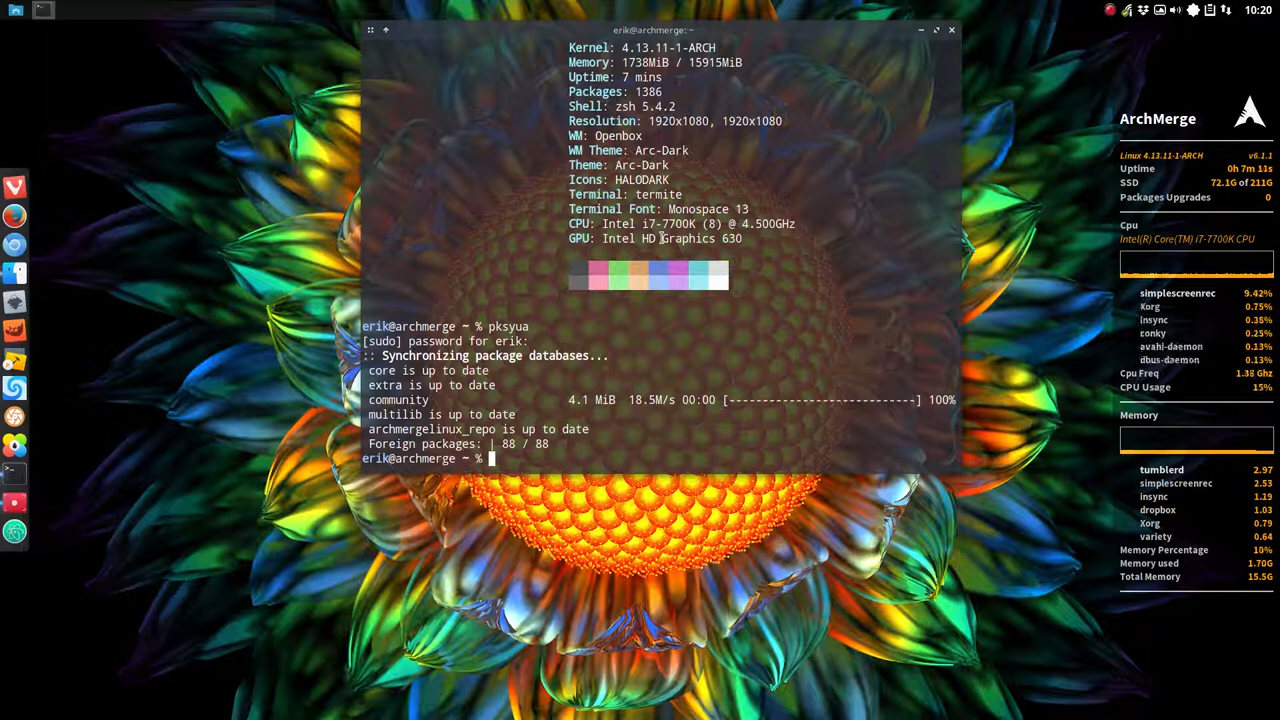 10:20
erik@archmerge: ~
Kernel: 4.13.11-1-ARCH
Memory: 1738MiB / 15915MiB
Uptime: 7 mins
Packages: 1386
Shell: zsh 5.4.2
Resolution: 1920x1080, 1920x1080
WM: Openbox
WM Theme: Arc-Dark
Theme: Arc-Dark
Icons: HALODARK
Terminal: termite
Terminal Font: Monospace 13
CPU: Intel i7-7700K (8) @ 4.500GHz
GPU: Intel HD Graphics 630
erik@archmerge ~ % pksyua
[sudo] password for erik:
:: Synchronizing package databases...
core is up to date
extra is up to date
community 4.1 MiB 18.5M/s 00:00 [----------------------------] 100%
multilib is up to date
archmergelinux_repo is up to date
Foreign packages: | 88 / 88
erik@archmerge ~ %
ArchMerge
Linux 4.13.11-1-ARCH v6.1.1
Uptime 0h 7m 11s
SSD 72.1G of 211G
Packages Upgrades 0
Cpu
Intel(R) Core(TM) i7-7700K CPU
simplescreenrec 9.42%
Xorg 0.75%
insync 0.38%
conky 0.25%
avahi-daemon 0.13%
dbus-daemon 0.13%
Cpu Freq 1.38 Ghz
CPU Usage 15%
Memory
tumblerd 2.97
simplescreenrec 2.53
insync 1.19
dropbox 1.03
Xorg 0.79
variety 0.64
Memory Percentage 10%
Memory used 1.70G
Total Memory 15.5G